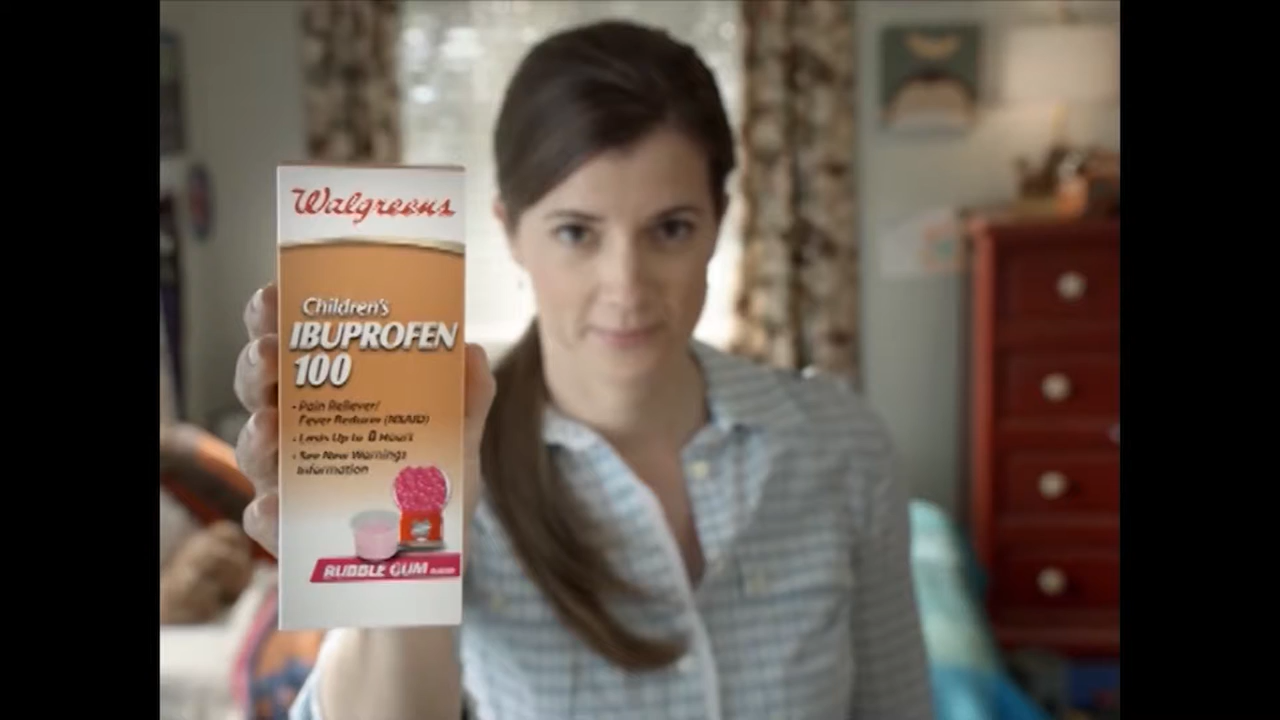 Walgreens
Children's
IBUPROFEN
100
• Pain Reliever/
Fever Reducer (NSAID)
• Lasts Up to 8 Hours
• See New Warnings
Information
BUBBLE GUM